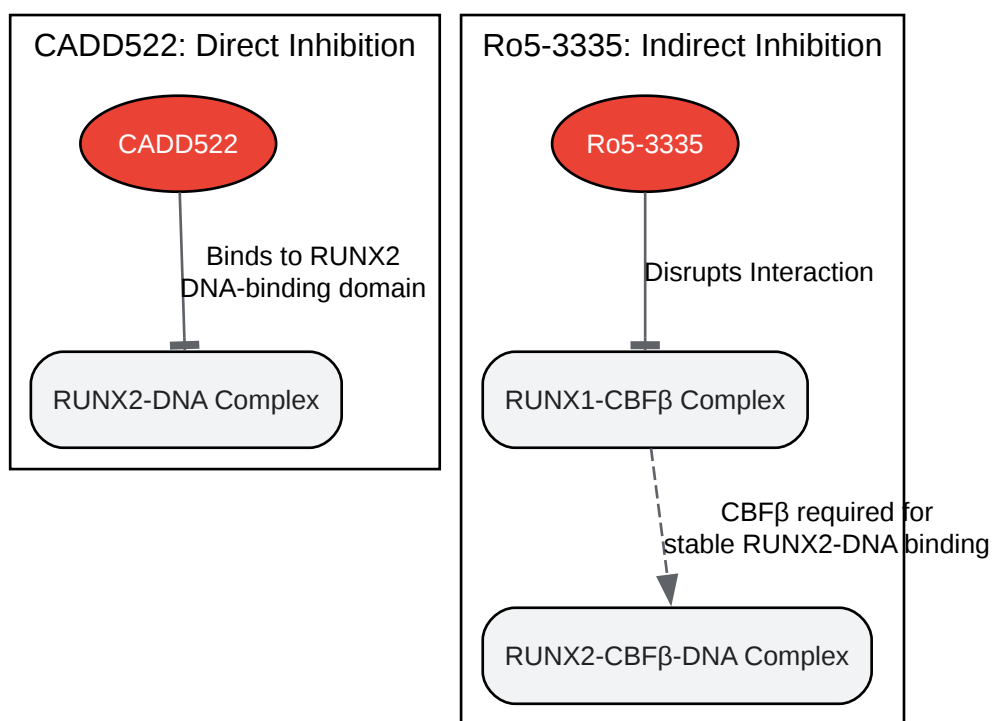 CADD522: Direct Inhibition
CADD522
Binds to RUNX2
DNA-binding domain
RUNX2-DNA Complex
Ro5-3335: Indirect Inhibition
Ro5-3335
Disrupts Interaction
RUNX1-CBFβ Complex
CBFβ required for
stable RUNX2-DNA binding
RUNX2-CBFβ-DNA Complex